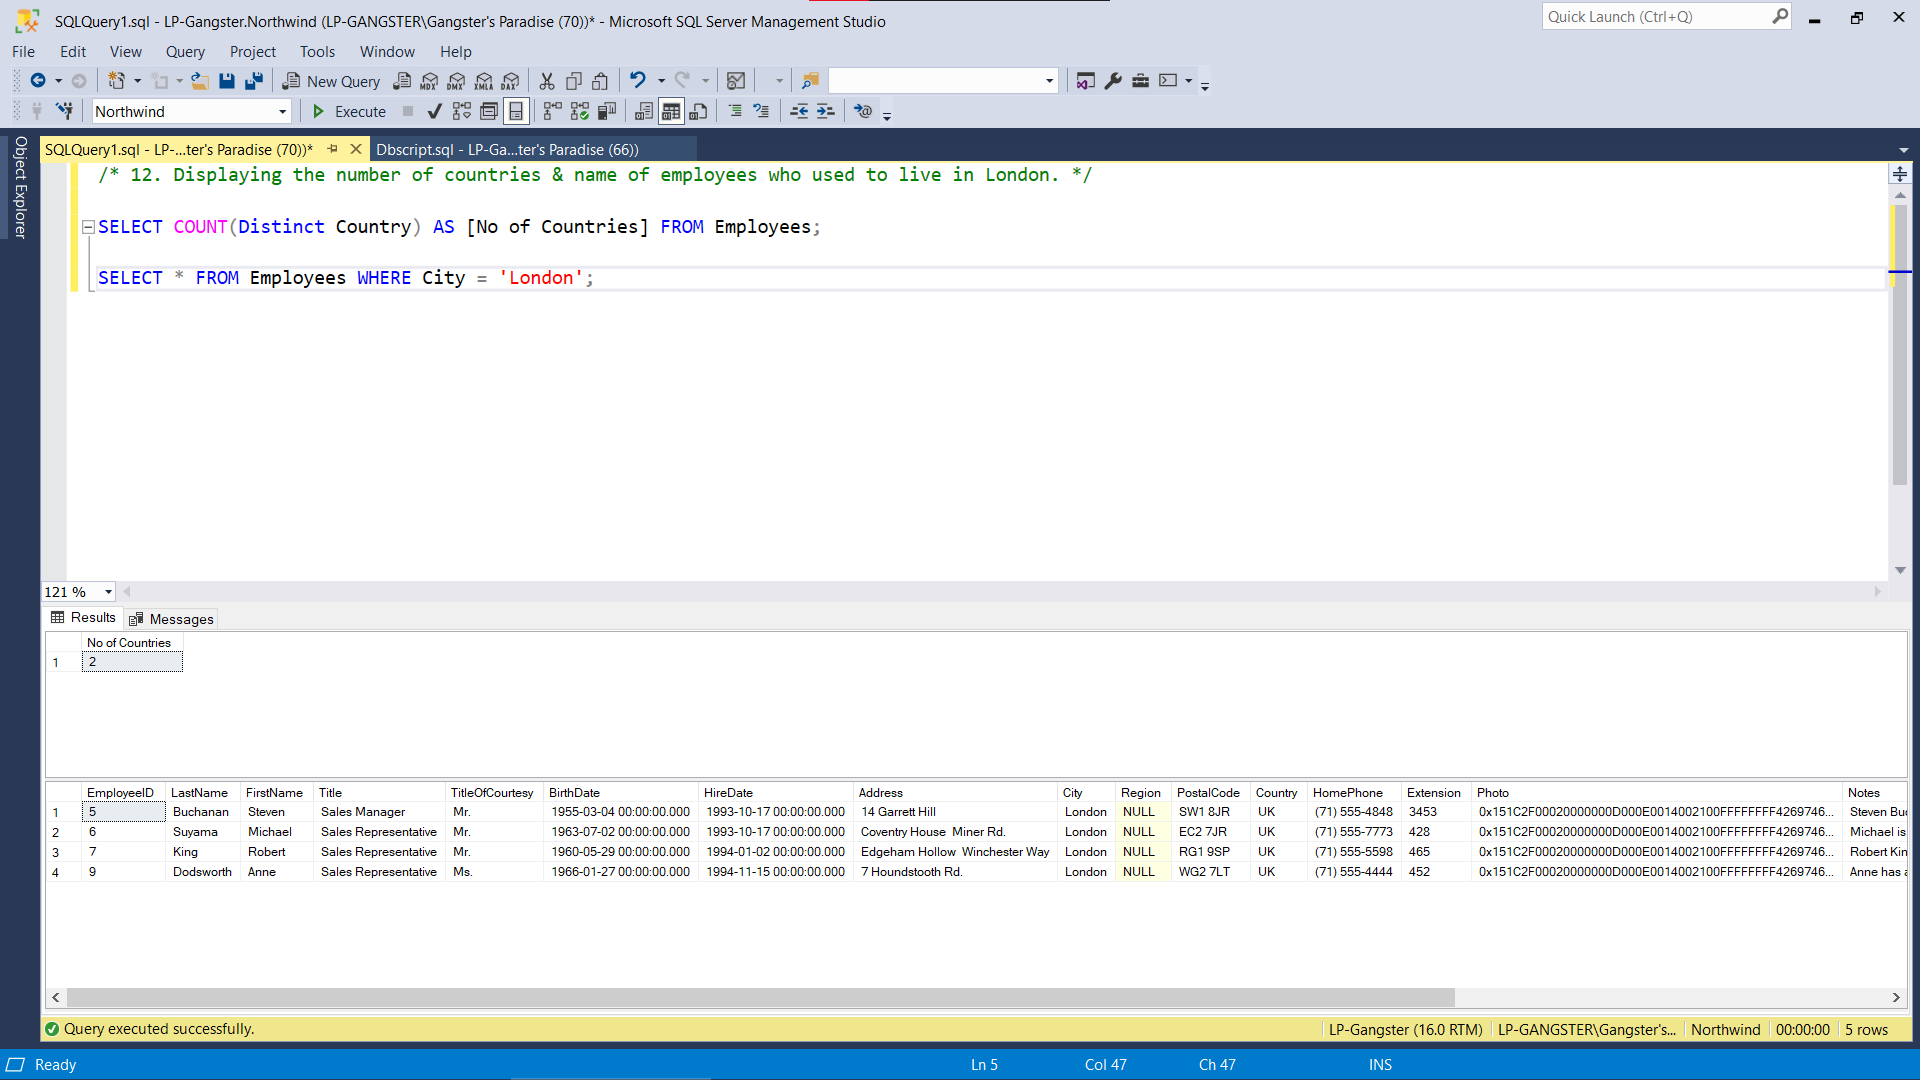 SQLQuery1.sql - LP-Gangster.Northwind (LP-GANGSTER\Gangster's Paradise (70))* - Microsoft SQL Server Management Studio
Quick Launch (Ctrl+Q)
File Edit View Query Project Tools Window Help
New Query MDX DMX XMLA DAX
Northwind Execute
Object Explorer
SQLQuery1.sql - LP-...ter's Paradise (70))* Dbscript.sql - LP-Ga...ter's Paradise (66))
/* 12. Displaying the number of countries & name of employees who used to live in London. */
SELECT COUNT(Distinct Country) AS [No of Countries] FROM Employees;
SELECT * FROM Employees WHERE City = 'London';
121 %
Results Messages
No of Countries
1 2
EmployeeID LastName FirstName Title TitleOfCourtesy BirthDate HireDate Address City Region PostalCode Country HomePhone Extension Photo Notes
1 5 Buchanan Steven Sales Manager Mr. 1955-03-04 00:00:00.000 1993-10-17 00:00:00.000 14 Garrett Hill London NULL SW1 8JR UK (71) 555-4848 3453 0x151C2F00020000000D000E0014002100FFFFFFFF4269746... Steven Buc
2 6 Suyama Michael Sales Representative Mr. 1963-07-02 00:00:00.000 1993-10-17 00:00:00.000 Coventry House Miner Rd. London NULL EC2 7JR UK (71) 555-7773 428 0x151C2F00020000000D000E0014002100FFFFFFFF4269746... Michael is
3 7 King Robert Sales Representative Mr. 1960-05-29 00:00:00.000 1994-01-02 00:00:00.000 Edgeham Hollow Winchester Way London NULL RG1 9SP UK (71) 555-5598 465 0x151C2F00020000000D000E0014002100FFFFFFFF4269746... Robert Kin
4 9 Dodsworth Anne Sales Representative Ms. 1966-01-27 00:00:00.000 1994-11-15 00:00:00.000 7 Houndstooth Rd. London NULL WG2 7LT UK (71) 555-4444 452 0x151C2F00020000000D000E0014002100FFFFFFFF4269746... Anne has a
Query executed successfully. LP-Gangster (16.0 RTM) LP-GANGSTER\Gangster's... Northwind 00:00:00 5 rows
Ready Ln 5 Col 47 Ch 47 INS